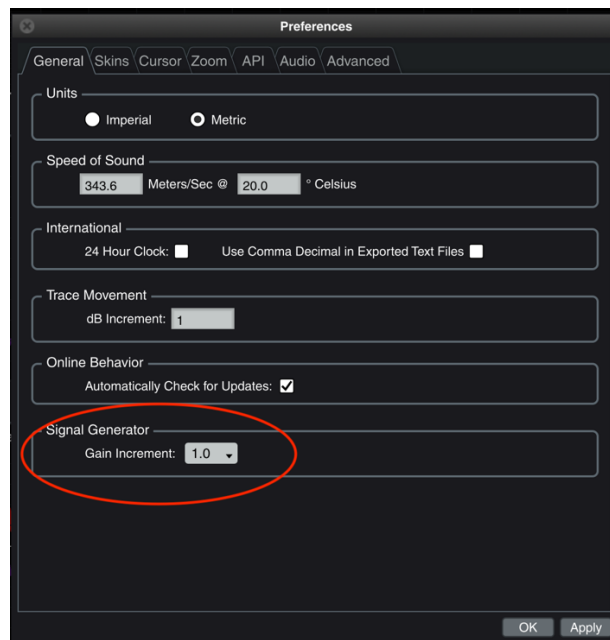 Preferences
General Skins Cursor Zoom API Audio Advanced
Units
Imperial Metric
Speed of Sound
343.6 Meters/Sec @ 20.0 ° Celsius
International
24 Hour Clock: Use Comma Decimal in Exported Text Files
Trace Movement
dB Increment: 1
Online Behavior
Automatically Check for Updates:
Signal Generator
Gain Increment: 1.0
OK Apply